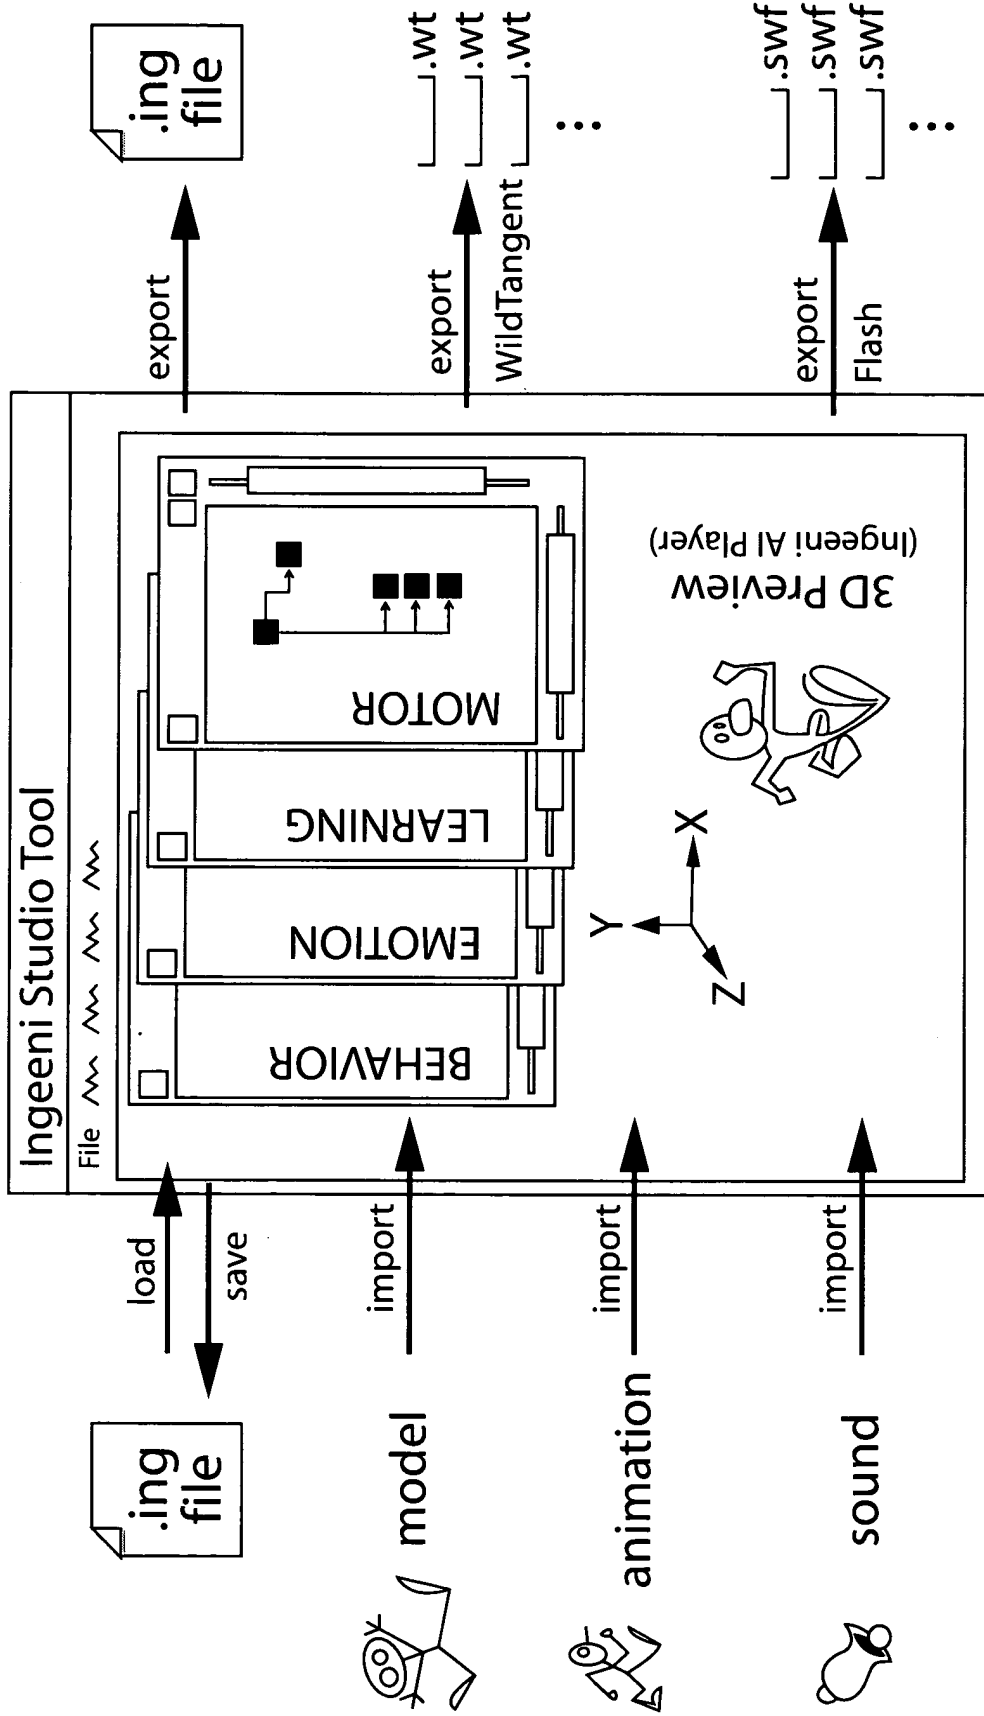 Ingeeni Studio Tool
File
.ing
file
load
save
model
import
animation
import
sound
import
BEHAVIOR
EMOTION
LEARNING
MOTOR
Y
X
Z
3D Preview
(Ingeeni AI Player)
export
.ing
file
export
WildTangent
.wt
.wt
.wt
export
Flash
.swf
.swf
.swf